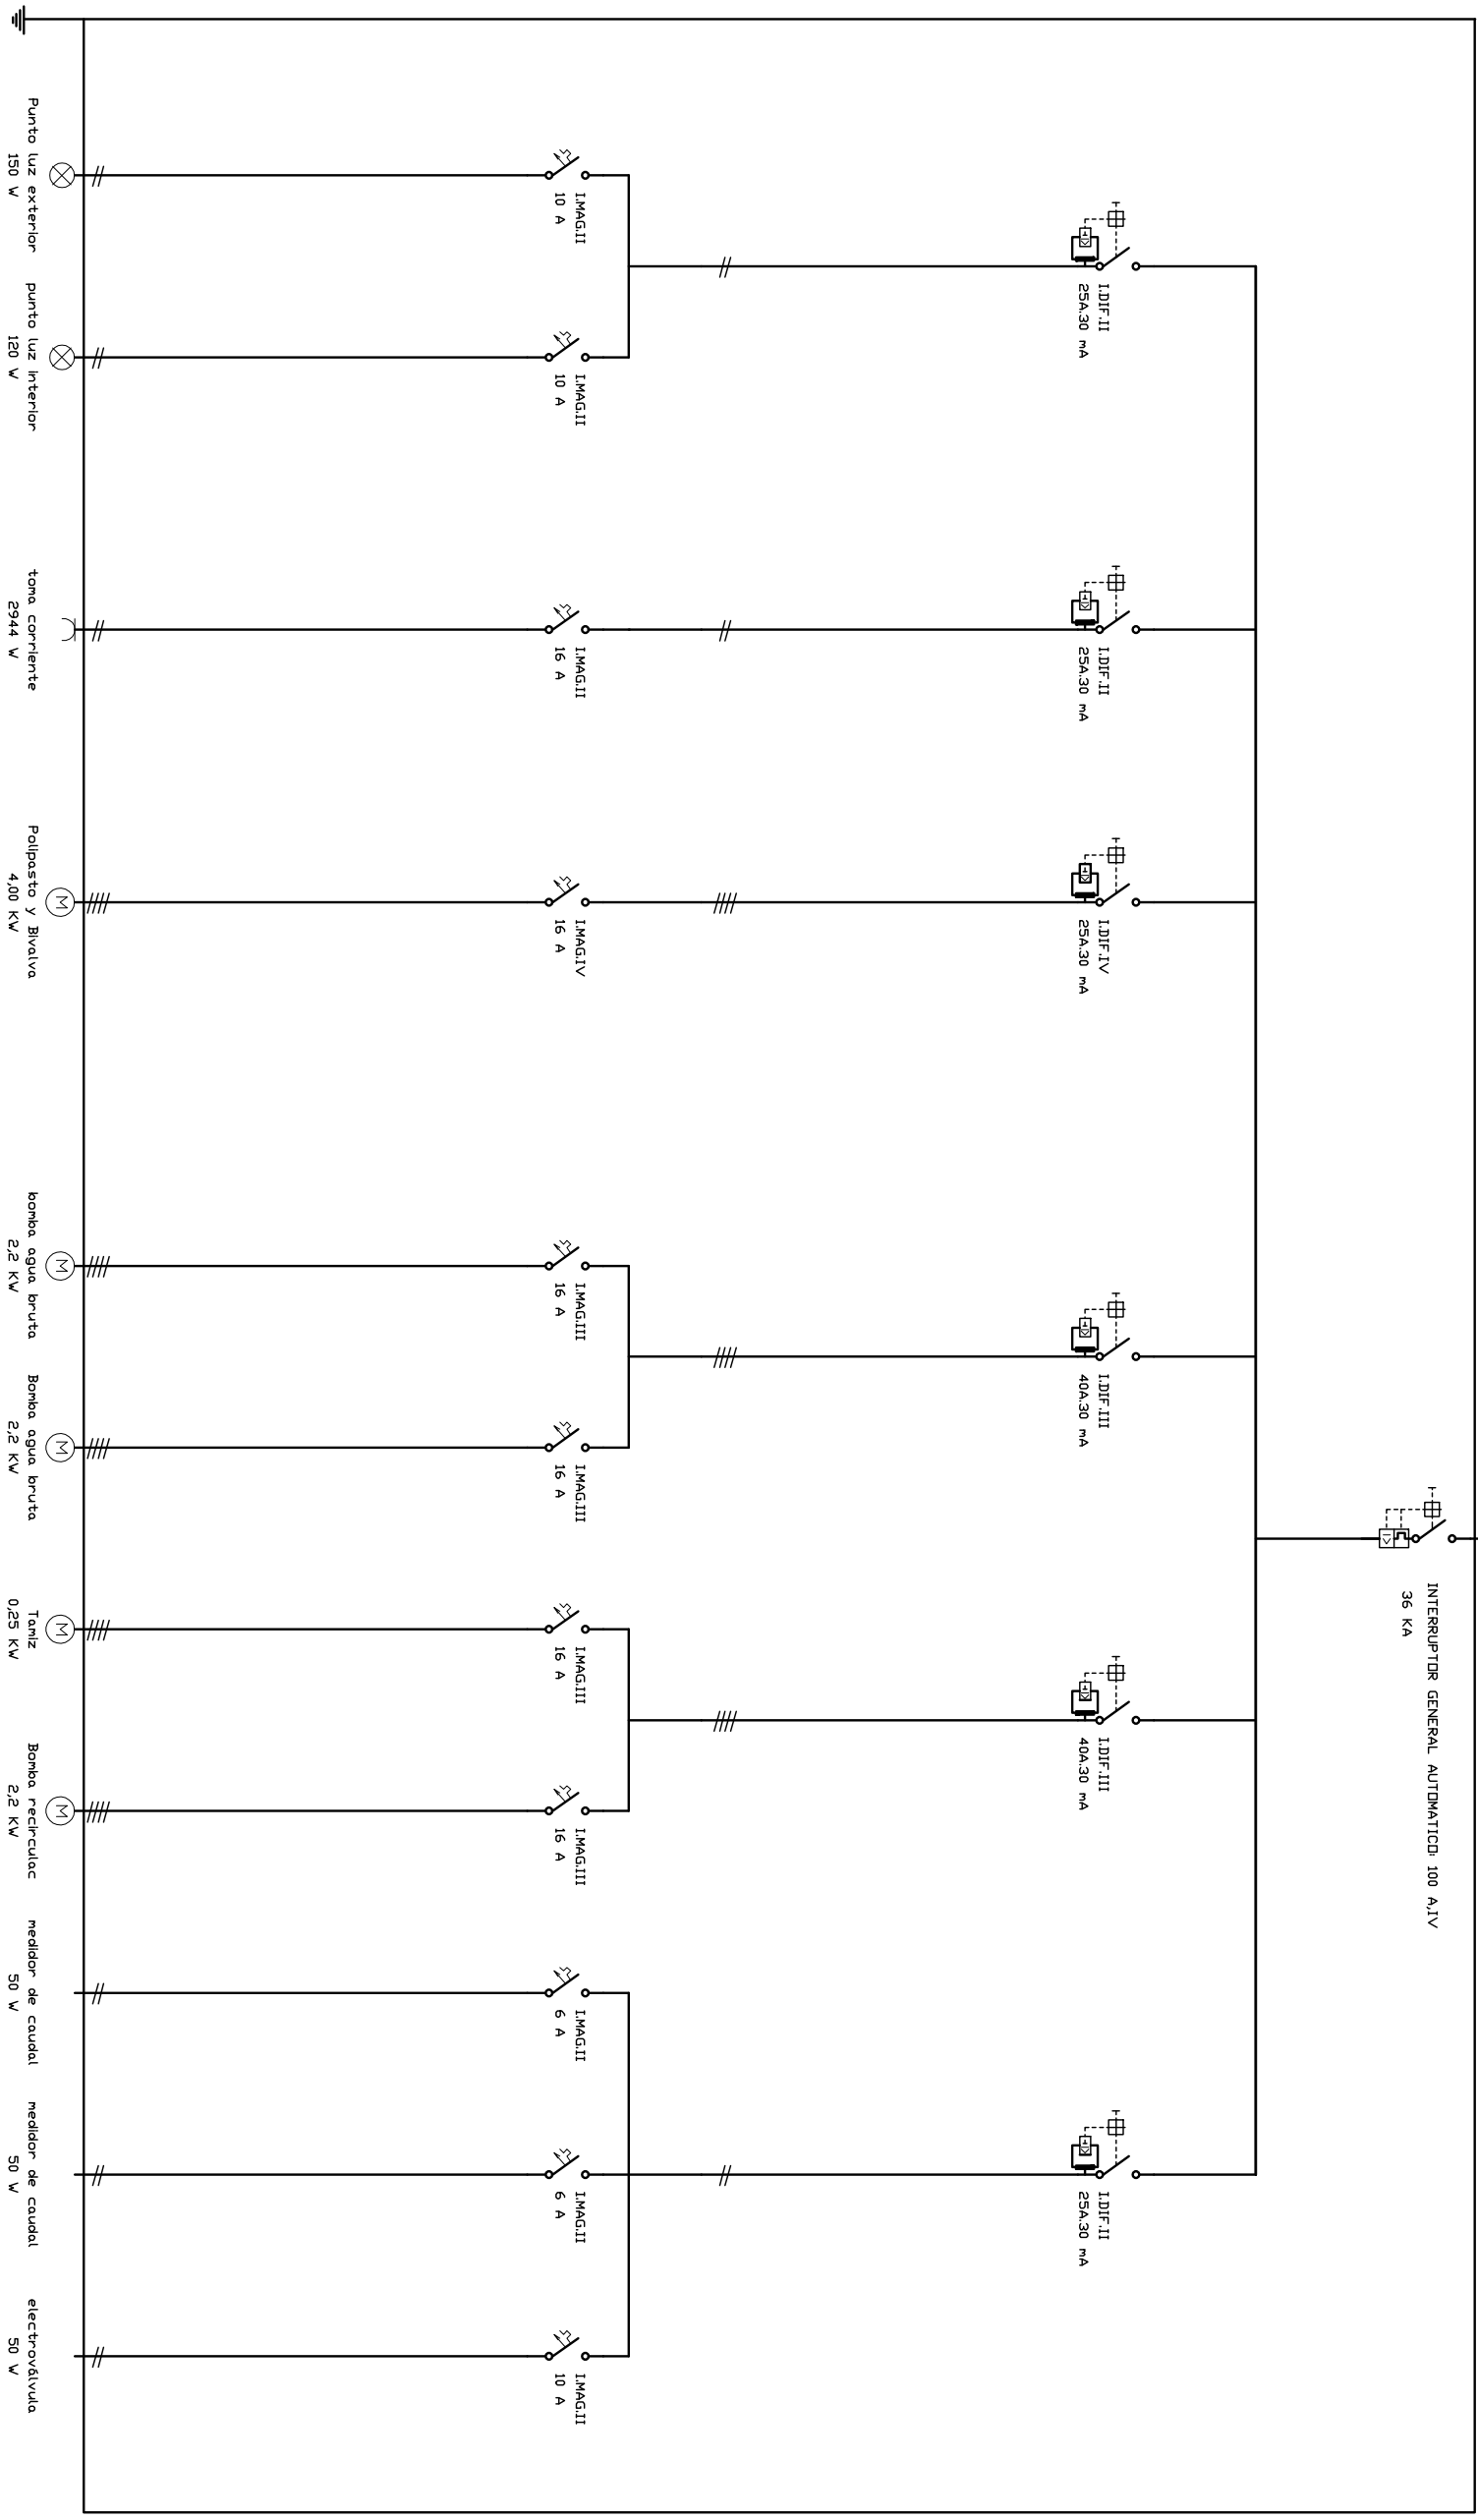 INTERRUPTOR GENERAL AUTOMATICO: 100 A,IV
36 KA
I.DIF.II
25A.30 mA
I.DIF.II
25A.30 mA
I.DIF.IV
25A.30 mA
I.DIF.III
40A.30 mA
I.DIF.III
40A.30 mA
I.DIF.II
25A.30 mA
I.MAG.II
10 A
I.MAG.II
10 A
I.MAG.II
16 A
I.MAG.IV
16 A
I.MAG.III
16 A
I.MAG.III
16 A
I.MAG.III
16 A
I.MAG.III
16 A
I.MAG.II
6 A
I.MAG.II
6 A
I.MAG.II
10 A
M
M
M
M
M
Punto luz exterior
150 W
punto luz interior
120 W
toma corriente
2944 W
Polipasto y Bivalva
4,00 KW
bomba agua bruta
2,2 KW
Bomba agua bruta
2,2 KW
Tamiz
0,25 KW
Bomba recirculac
2,2 KW
medidor de caudal
50 W
medidor de caudal
50 W
electroválvula
50 W